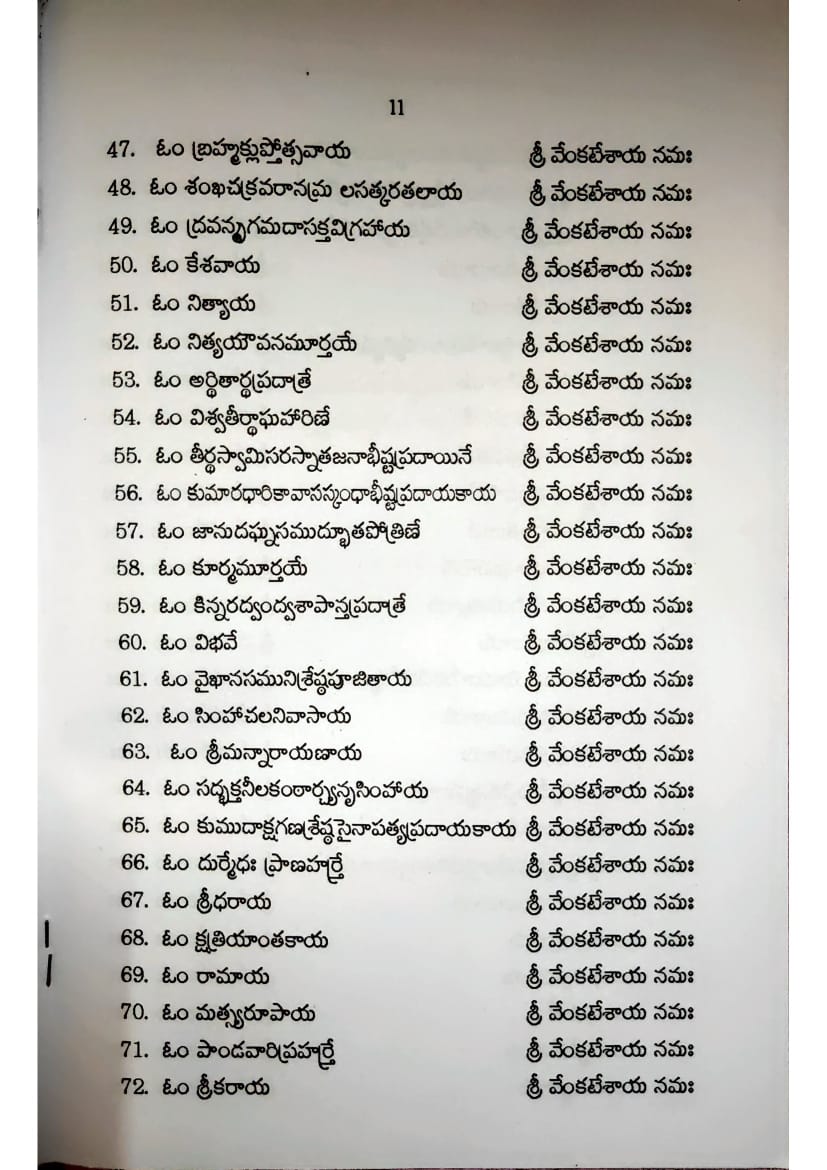 11
47. ఓం బ్రహ్మక్లుప్తోత్సవాయ శ్రీ వేంకటేశాయ నమః
48. ఓం శంఖచక్రవరానమ్ర లసత్కరతలాయ శ్రీ వేంకటేశాయ నమః
49. ఓం ద్రవన్మృగమదాసక్తవిగ్రహాయ శ్రీ వేంకటేశాయ నమః
50. ఓం కేశవాయ శ్రీ వేంకటేశాయ నమః
51. ఓం నిత్యాయ శ్రీ వేంకటేశాయ నమః
52. ఓం నిత్యయౌవనమూర్తయే శ్రీ వేంకటేశాయ నమః
53. ఓం అర్థితార్థప్రదాత్రే శ్రీ వేంకటేశాయ నమః
54. ఓం విశ్వతీర్థాఘహారిణే శ్రీ వేంకటేశాయ నమః
55. ఓం తీర్థస్వామిసరస్నాతజనాభీష్టప్రదాయినే శ్రీ వేంకటేశాయ నమః
56. ఓం కుమారధారికావాసస్కంధాభీష్టప్రదాయకాయ శ్రీ వేంకటేశాయ నమః
57. ఓం జానుదఘ్నసముద్భూతపోత్రిణే శ్రీ వేంకటేశాయ నమః
58. ఓం కూర్మమూర్తయే శ్రీ వేంకటేశాయ నమః
59. ఓం కిన్నరద్వంద్వశాపాన్తప్రదాత్రే శ్రీ వేంకటేశాయ నమః
60. ఓం విభవే శ్రీ వేంకటేశాయ నమః
61. ఓం వైఖానసమునిశ్రేష్ఠపూజితాయ శ్రీ వేంకటేశాయ నమః
62. ఓం సింహాచలనివాసాయ శ్రీ వేంకటేశాయ నమః
63. ఓం శ్రీమన్నారాయణాయ శ్రీ వేంకటేశాయ నమః
64. ఓం సద్భక్తనీలకంఠార్చ్యనృసింహాయ శ్రీ వేంకటేశాయ నమః
65. ఓం కుముదాక్షగణశ్రేష్ఠసైనాపత్యప్రదాయకాయ శ్రీ వేంకటేశాయ నమః
66. ఓం దుర్మేధః ప్రాణహర్త్రే శ్రీ వేంకటేశాయ నమః
67. ఓం శ్రీధరాయ శ్రీ వేంకటేశాయ నమః
68. ఓం క్షత్రియాంతకాయ శ్రీ వేంకటేశాయ నమః
69. ఓం రామాయ శ్రీ వేంకటేశాయ నమః
70. ఓం మత్స్యరూపాయ శ్రీ వేంకటేశాయ నమః
71. ఓం పాండవారిప్రహర్త్రే శ్రీ వేంకటేశాయ నమః
72. ఓం శ్రీకరాయ శ్రీ వేంకటేశాయ నమః